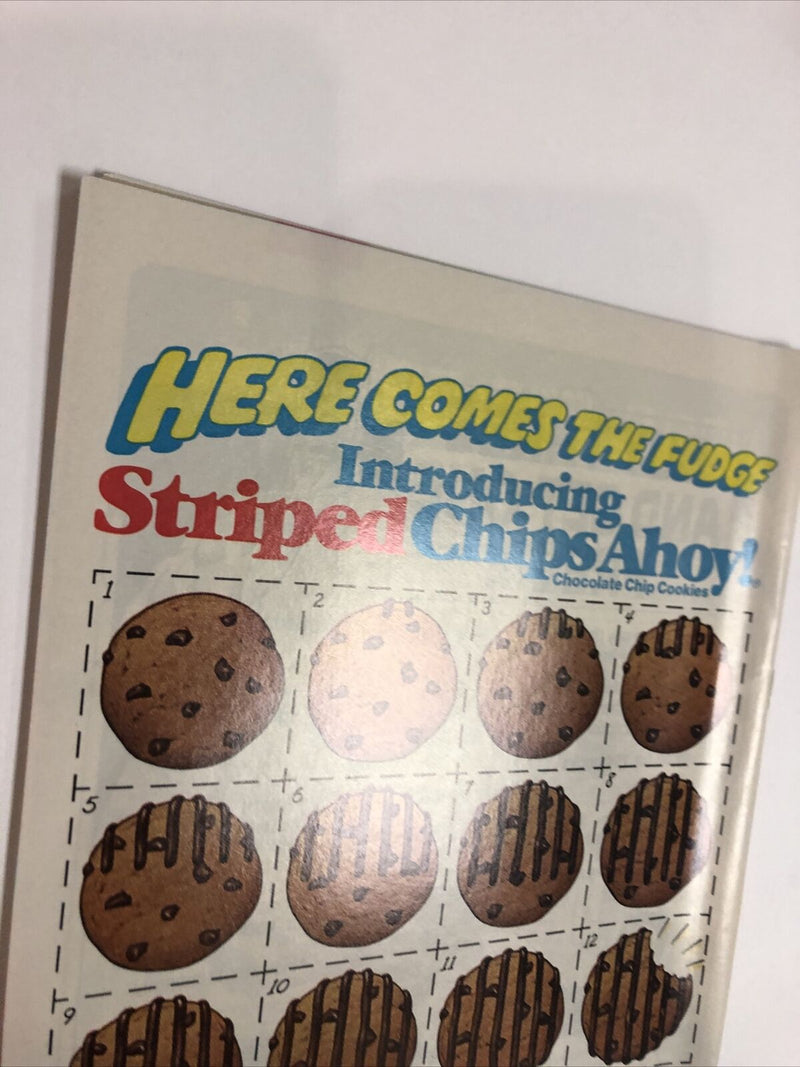 HERE COMES THE FUDGE
Introducing
Striped Chips Ahoy!®
Chocolate Chip Cookies
1 2 3 4
5 6 7 8
9 10 11 12